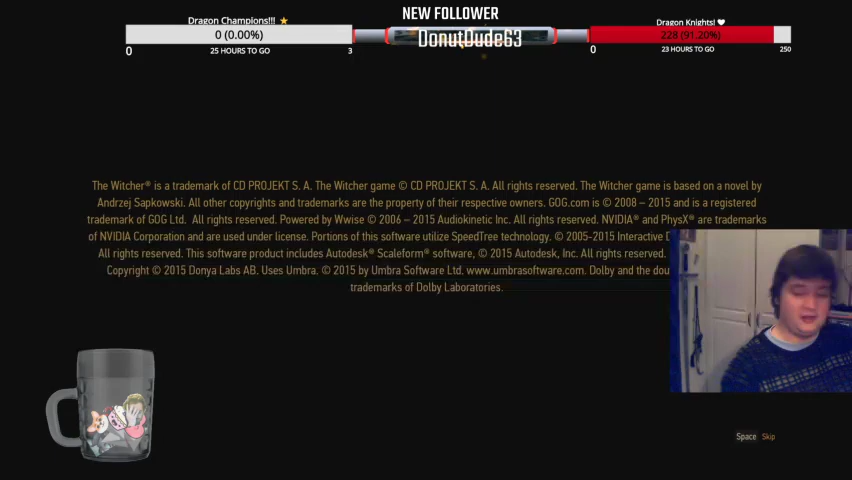 NEW FOLLOWER
Dragon Champions!!!
Dragon Knights!
DonutDude63
0 (0.00%)
228 (91.20%)
0
25 HOURS TO GO
3
0
23 HOURS TO GO
250
The Witcher® is a trademark of CD PROJEKT S. A. The Witcher game © CD PROJEKT S. A. All rights reserved. The Witcher game is based on a novel by
Andrzej Sapkowski. All other copyrights and trademarks are the property of their respective owners. GOG.com is © 2008 – 2015 and is a registered
trademark of GOG Ltd. All rights reserved. Powered by Wwise © 2006 – 2015 Audiokinetic Inc. All rights reserved. NVIDIA® and PhysX® are trademarks
of NVIDIA Corporation and are used under license. Portions of this software utilize SpeedTree technology. © 2005-2015 Interactive
All rights reserved. This software product includes Autodesk® Scaleform® software, © 2015 Autodesk, Inc. All rights reserved.
Copyright © 2015 Donya Labs AB. Uses Umbra. © 2015 by Umbra Software Ltd. www.umbrasoftware.com. Dolby and the
trademarks of Dolby Laboratories.
Space Skip